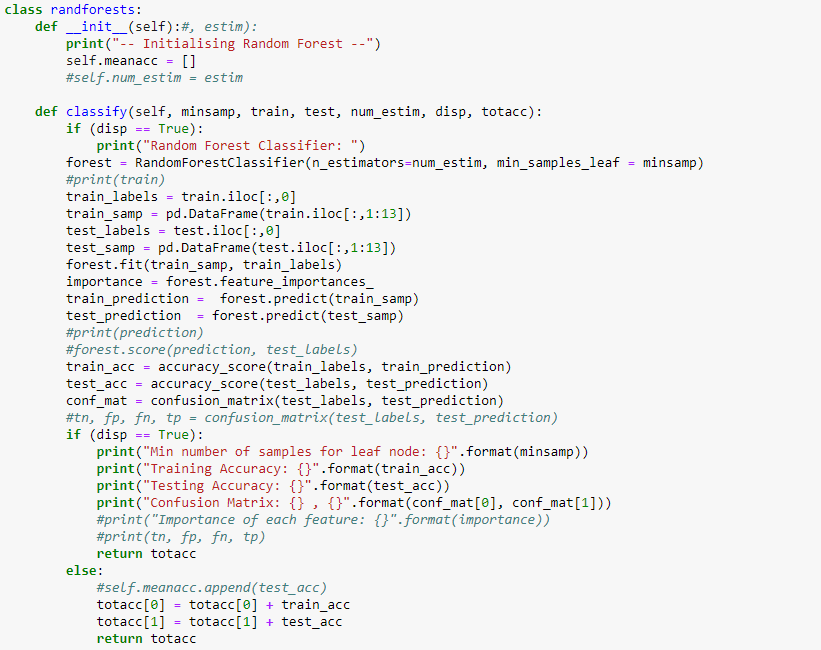 class randforests:
    def __init__(self):#, estim):
        print("-- Initialising Random Forest --")
        self.meanacc = []
        #self.num_estim = estim

    def classify(self, minsamp, train, test, num_estim, disp, totacc):
        if (disp == True):
            print("Random Forest Classifier: ")
        forest = RandomForestClassifier(n_estimators=num_estim, min_samples_leaf = minsamp)
        #print(train)
        train_labels = train.iloc[:,0]
        train_samp = pd.DataFrame(train.iloc[:,1:13])
        test_labels = test.iloc[:,0]
        test_samp = pd.DataFrame(test.iloc[:,1:13])
        forest.fit(train_samp, train_labels)
        importance = forest.feature_importances_
        train_prediction =  forest.predict(train_samp)
        test_prediction  = forest.predict(test_samp)
        #print(prediction)
        #forest.score(prediction, test_labels)
        train_acc = accuracy_score(train_labels, train_prediction)
        test_acc = accuracy_score(test_labels, test_prediction)
        conf_mat = confusion_matrix(test_labels, test_prediction)
        #tn, fp, fn, tp = confusion_matrix(test_labels, test_prediction)
        if (disp == True):
            print("Min number of samples for leaf node: {}".format(minsamp))
            print("Training Accuracy: {}".format(train_acc))
            print("Testing Accuracy: {}".format(test_acc))
            print("Confusion Matrix: {} , {}".format(conf_mat[0], conf_mat[1]))
            #print("Importance of each feature: {}".format(importance))
            #print(tn, fp, fn, tp)
            return totacc
        else:
            #self.meanacc.append(test_acc)
            totacc[0] = totacc[0] + train_acc
            totacc[1] = totacc[1] + test_acc
            return totacc